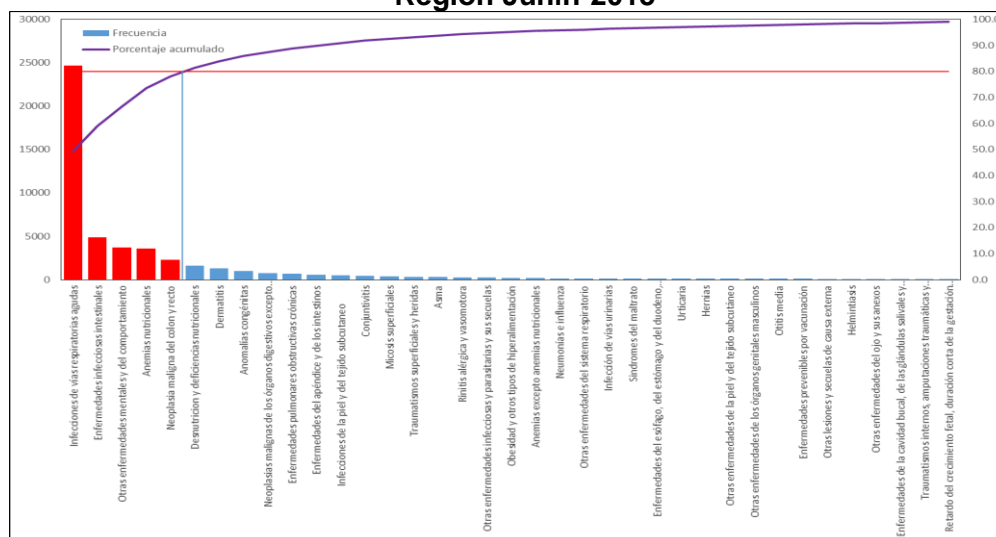 Región Junín-2015
30000
25000
20000
15000
10000
5000
0
Frecuencia
Porcentaje acumulado
100.0
90.0
80.0
70.0
60.0
50.0
40.0
30.0
20.0
10.0
0.0
Infecciones de vías respiratorias agudas
Enfermedades infecciosas intestinales
Otras enfermedades mentales y del comportamiento
Anemias nutricionales
Neoplasia maligna del colon y recto
Desnutricion y deficiencias nutricionales
Dermatitis
Anomalías congénitas
Neoplasias malignas de los órganos digestivos excepto...
Enfermedades pulmonares obstructivas crónicas
Enfermedades del apéndice y de los intestinos
Infecciones de la piel y del tejido subcutaneo
Conjuntivitis
Micosis superficiales
Traumatismos superficiales y heridas
Asma
Rinitis alérgica y vasomotora
Otras enfermedades infecciosas y parasitarias y sus secuelas
Obesidad y otros tipos de hiperalimentación
Anemias excepto anemias nutricionales
Neumonias e influenza
Otras enfermedades del sistema respiratorio
Infección de vias urinarias
Sindromes del maltrato
Enfermedades del esófago, del estómago y del duodeno,...
Urticaria
Hernias
Otras enfermedades de la piel y del tejido subcutáneo
Otras enfermedades de los órganos genitales masculinos
Otitis media
Enfermedades prevenibles por vacunación
Otras lesiones y secuelas de causa externa
Helmintiasis
Otras enfermedades del ojo y sus anexos
Enfermedades de la cavidad bucal, de las glándulas salivales y...
Traumatismos internos, amputaciones traumáticas y...
Retardo del crecimiento fetal, duración corta de la gestación...